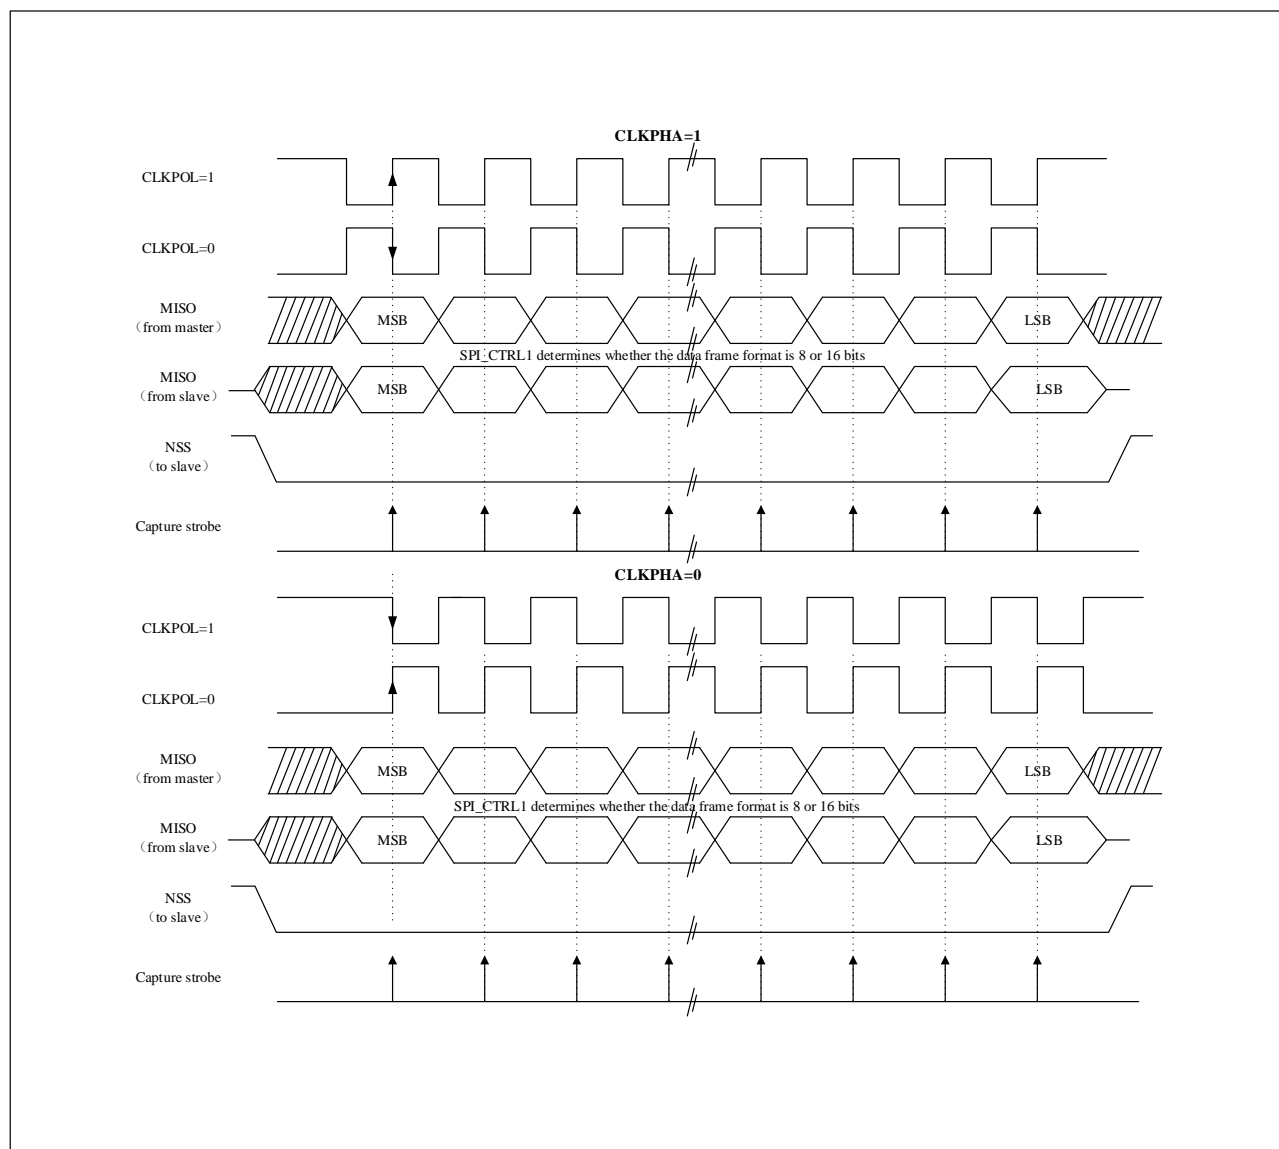 CLKPHA=1
CLKPOL=1
CLKPOL=0
MISO
（from master）
MSB
LSB
SPI_CTRL1 determines whether the data frame format is 8 or 16 bits
MISO
（from slave）
MSB
LSB
NSS
（to slave）
Capture strobe
CLKPHA=0
CLKPOL=1
CLKPOL=0
MISO
（from master）
MSB
LSB
SPI_CTRL1 determines whether the data frame format is 8 or 16 bits
MISO
（from slave）
MSB
LSB
NSS
（to slave）
Capture strobe